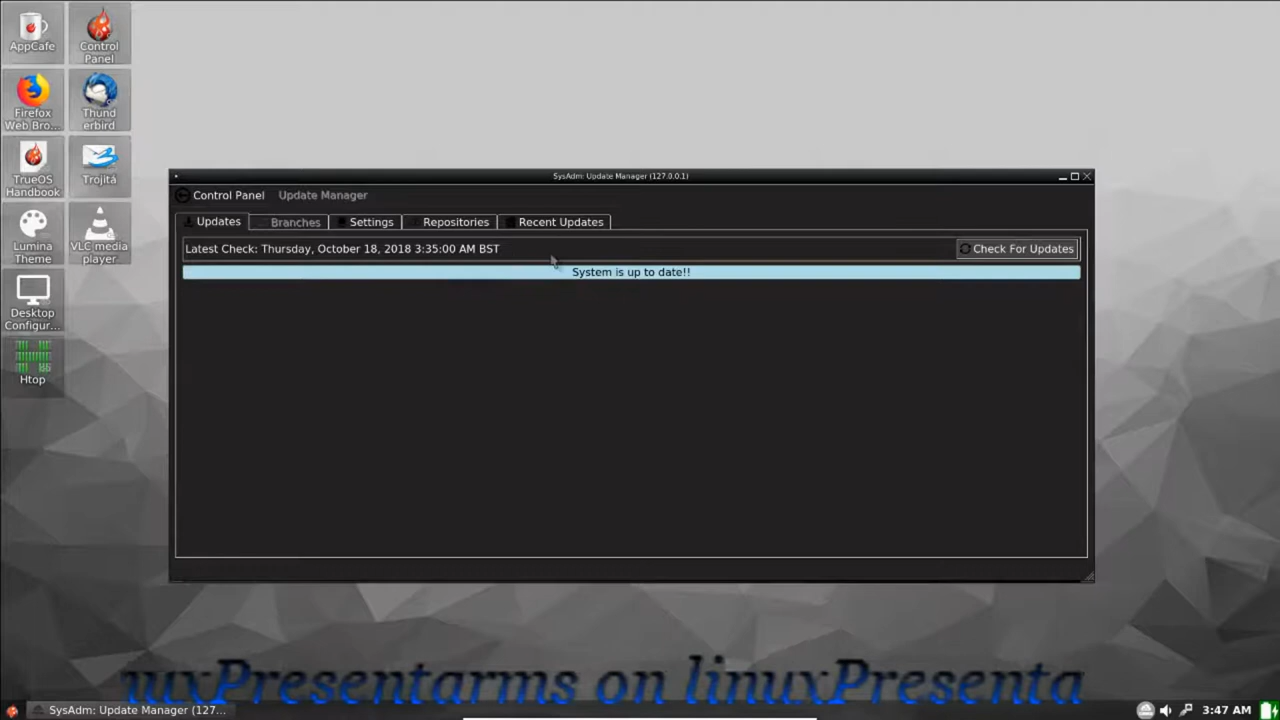 AppCafe
Control
Panel
Firefox
Web Bro...
Thund
erbird
TrueOS
Handbook
Trojitá
Lumina
Theme
VLC media
player
Desktop
Configur...
Htop
SysAdm: Update Manager (127.0.0.1)
Control Panel Update Manager
Updates Branches Settings Repositories Recent Updates
Latest Check: Thursday, October 18, 2018 3:35:00 AM BST Check For Updates
System is up to date!!
uxPresentarms on linuxPresenta
SysAdm: Update Manager (127... 3:47 AM